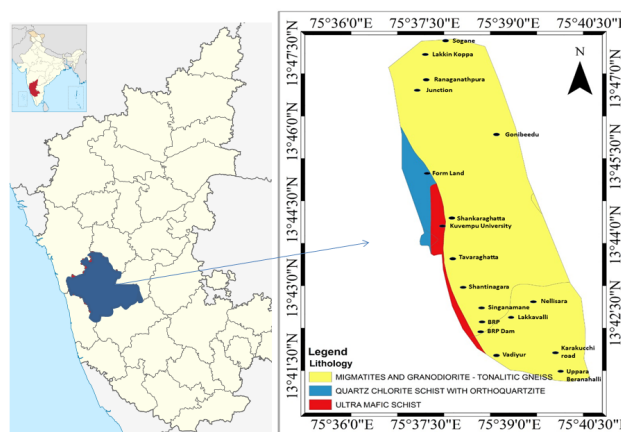 75°36'0"E 75°37'30"E 75°39'0"E 75°40'30"E
13°47'30"N
13°46'0"N
13°44'30"N
13°43'0"N
13°41'30"N
N
Sogane
Lakkin Koppa
Ranaganathpura
Junction
Gonibeedu
Form Land
Shankaraghatta
Kuvempu University
Tavaraghatta
Shantinagara
Singanamane
Nellisara
BRP
Lakkavalli
BRP Dam
Vadiyur
Karakucchi
road
Uppara
Beranahalli
Legend
Lithology
MIGMATITES AND GRANODIORITE - TONALITIC GNEISS
QUARTZ CHLORITE SCHIST WITH ORTHOQUARTZITE
ULTRA MAFIC SCHIST
13°47'0"N
13°45'30"N
13°44'0"N
13°42'30"N
75°36'0"E 75°37'30"E 75°39'0"E 75°40'30"E